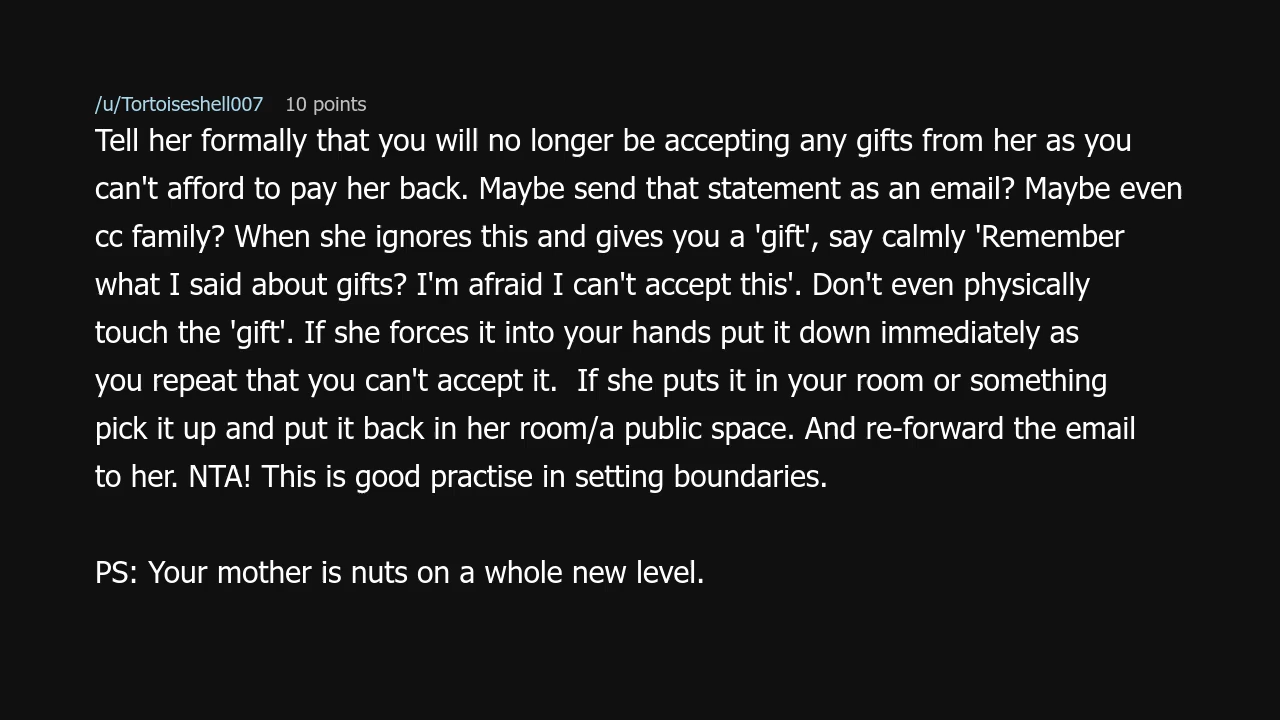 /u/Tortoiseshell007 10 points
Tell her formally that you will no longer be accepting any gifts from her as you
can't afford to pay her back. Maybe send that statement as an email? Maybe even
cc family? When she ignores this and gives you a 'gift', say calmly 'Remember
what I said about gifts? I'm afraid I can't accept this'. Don't even physically
touch the 'gift'. If she forces it into your hands put it down immediately as
you repeat that you can't accept it.  If she puts it in your room or something
pick it up and put it back in her room/a public space. And re-forward the email
to her. NTA! This is good practise in setting boundaries.

PS: Your mother is nuts on a whole new level.